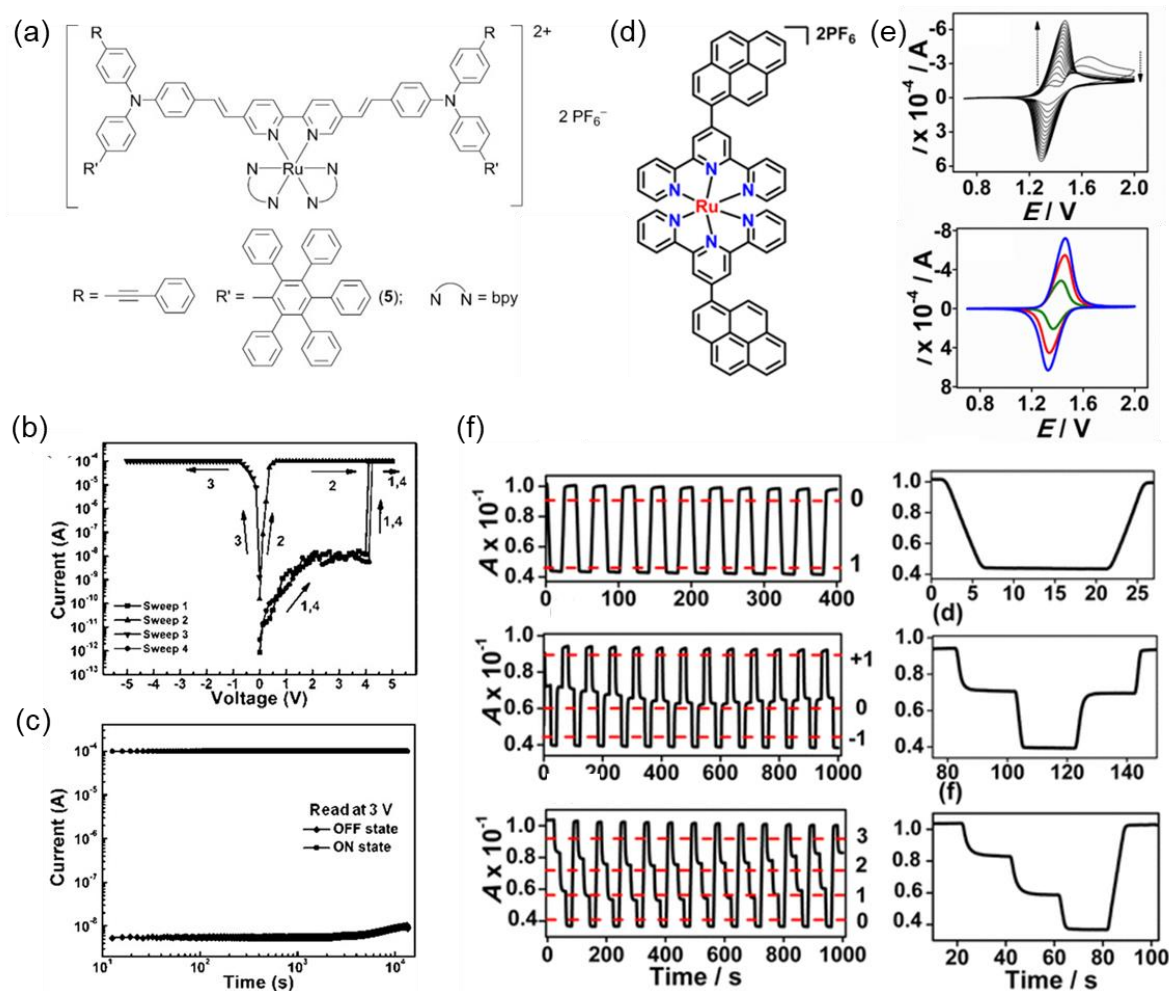 (a)
R
R
2+
N
N
2 PF6⁻
R'
N
N
R'
Ru
N
N
N
N
R = R' = (5); N N = bpy
(d)
2PF6
N
N
N
Ru
N
N
N
(e)
-6
-3
0
3
6
/ x 10⁻⁴ / A
0.8 1.2 1.6 2.0
E / V
-8
-4
0
4
8
/ x 10⁻⁴ / A
0.8 1.2 1.6 2.0
E / V
(b)
10⁻³
10⁻⁴
10⁻⁵
10⁻⁶
10⁻⁷
10⁻⁸
10⁻⁹
10⁻¹⁰
10⁻¹¹
10⁻¹²
10⁻¹³
Current (A)
3
2
1,4
3
2
1,4
1,4
Sweep 1
Sweep 2
Sweep 3
Sweep 4
-5 -4 -3 -2 -1 0 1 2 3 4 5
Voltage (V)
(c)
10⁻³
10⁻⁴
10⁻⁵
10⁻⁶
10⁻⁷
10⁻⁸
Current (A)
Read at 3 V
OFF state
ON state
10¹ 10² 10³ 10⁴
Time (s)
(f)
A x 10⁻¹
1.0
0.8
0.6
0.4
0
1
0 100 200 300 400
1.0
0.8
0.6
0.4
0 5 10 15 20 25
(d)
A x 10⁻¹
1.0
0.8
0.6
0.4
+1
0
-1
0 400 600 800 1000
1.0
0.8
0.6
0.4
80 100 120 140
(f)
A x 10⁻¹
1.0
0.8
0.6
0.4
3
2
1
0
0 200 400 600 800 1000
Time / s
1.0
0.8
0.6
0.4
20 40 60 80 100
Time / s